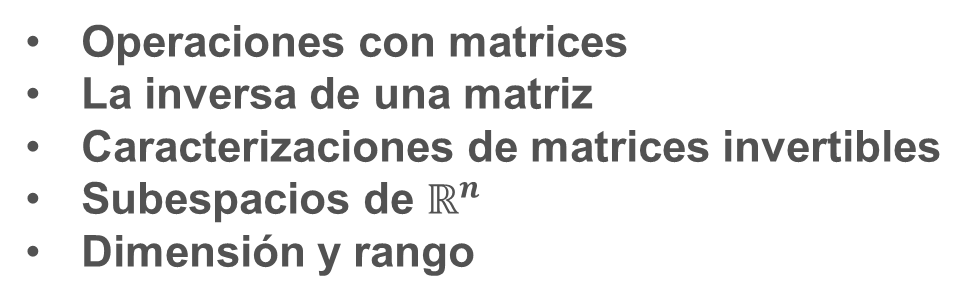 • Operaciones con matrices
• La inversa de una matriz
• Caracterizaciones de matrices invertibles
• Subespacios de ℝⁿ
• Dimensión y rango